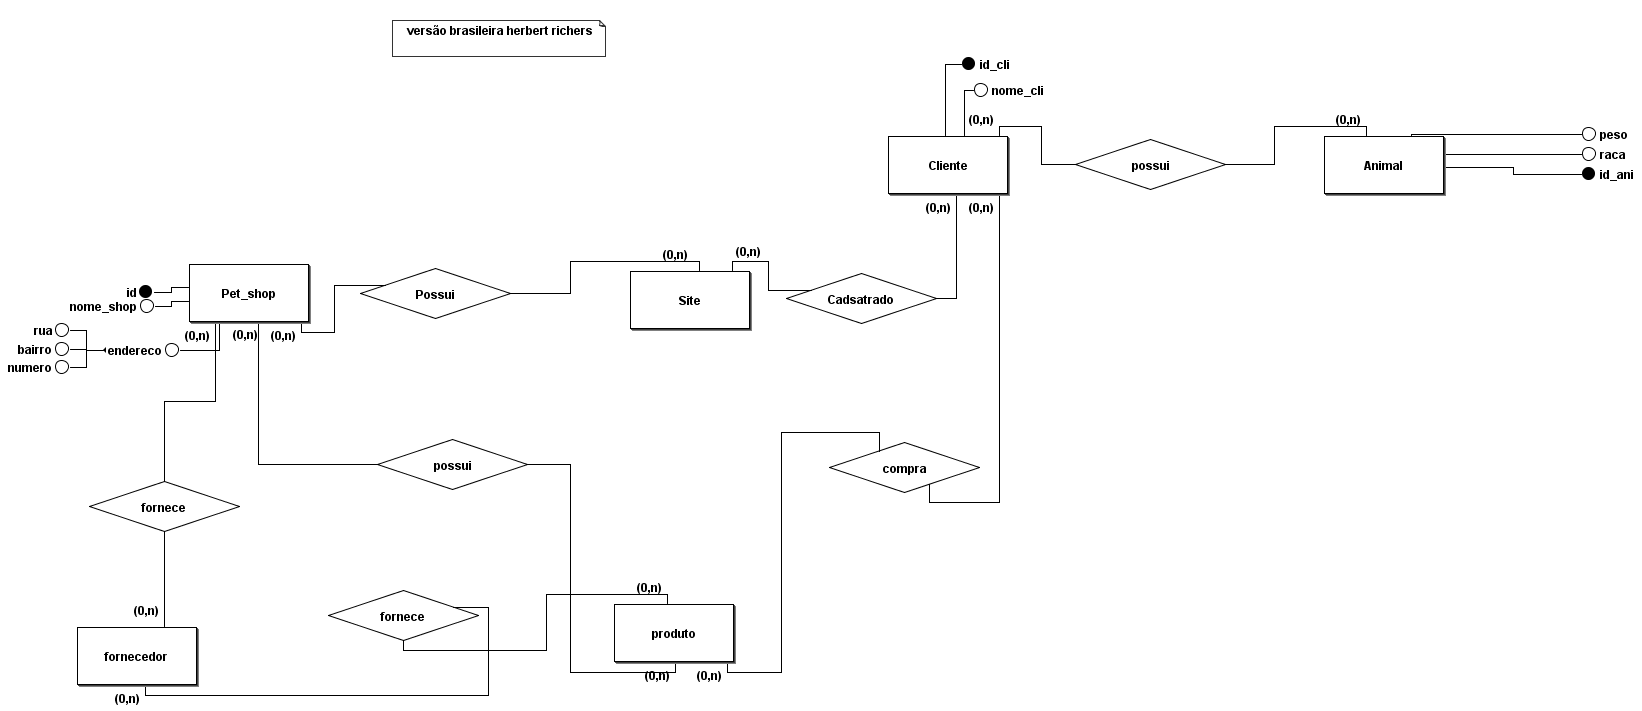 versão brasileira herbert richers
id_cli
nome_cli
(0,n)
(0,n)
Cliente
possui
Animal
peso
raca
id_ani
(0,n)
(0,n)
id
nome_shop
Pet_shop
Possui
(0,n)
(0,n)
Site
Cadsatrado
rua
bairro
numero
endereco
(0,n)
(0,n)
(0,n)
possui
compra
fornece
(0,n)
fornecedor
(0,n)
fornece
(0,n)
produto
(0,n)
(0,n)